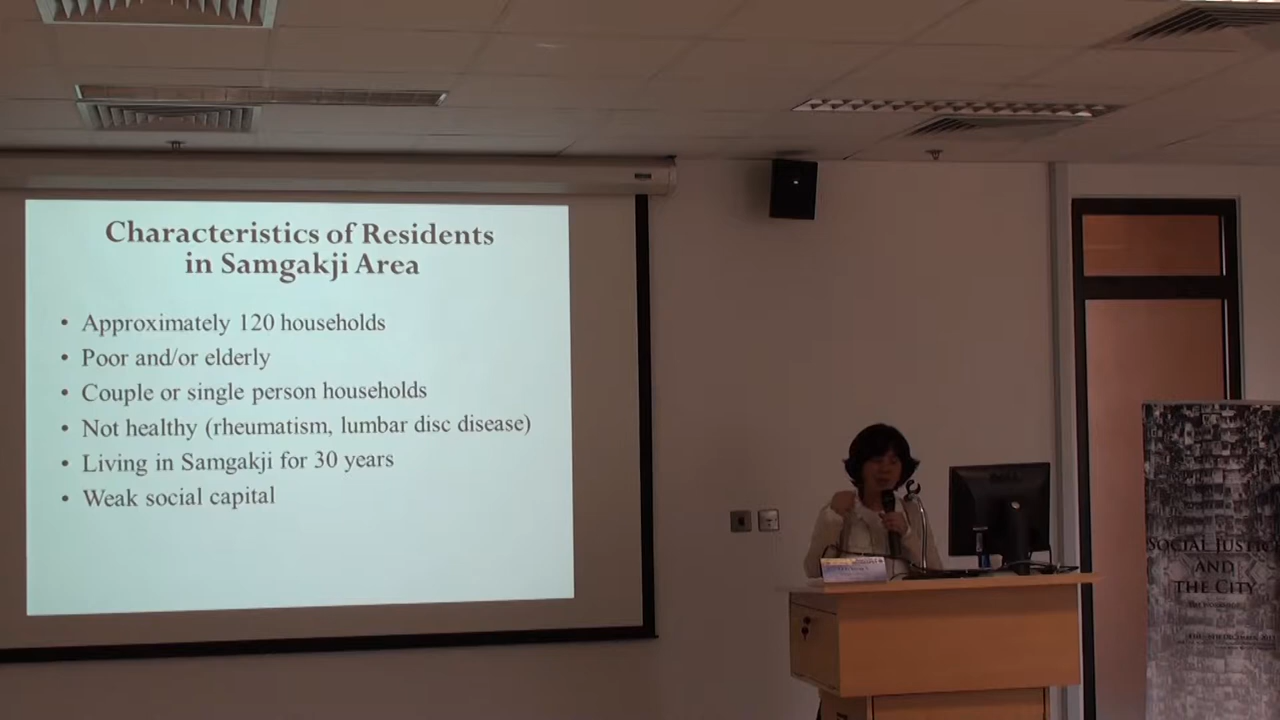 Characteristics of Residents
in Samgakji Area
• Approximately 120 households
• Poor and/or elderly
• Couple or single person households
• Not healthy (rheumatism, lumbar disc disease)
• Living in Samgakji for 30 years
• Weak social capital
SOCIAL JUSTICE
AND
THE CITY